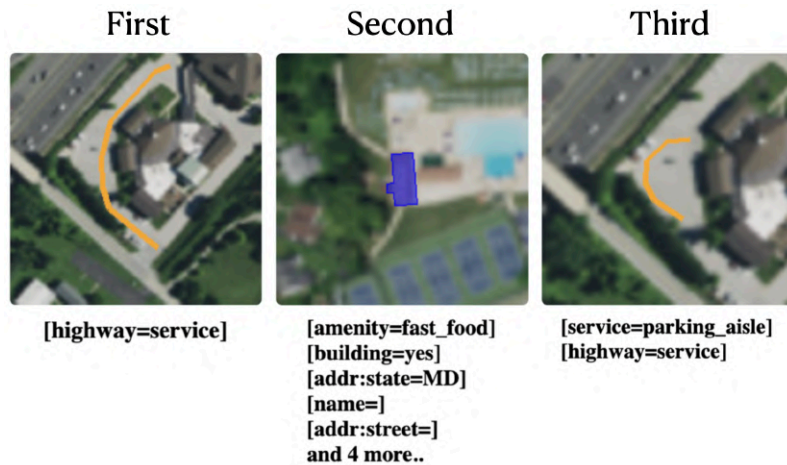 First
Second
Third
[highway=service]
[amenity=fast_food]
[building=yes]
[addr:state=MD]
[name=]
[addr:street=]
and 4 more..
[service=parking_aisle]
[highway=service]